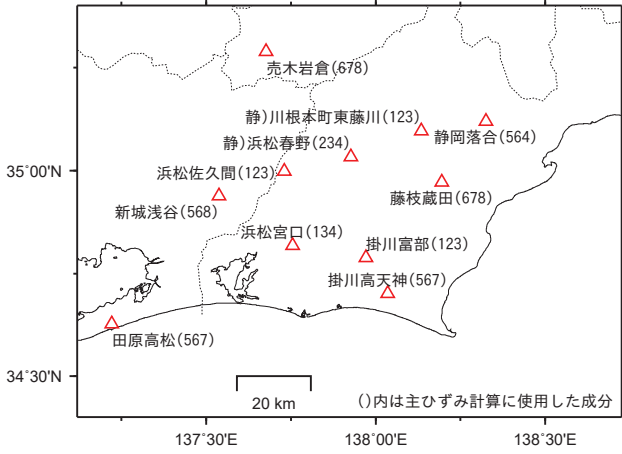 売木岩倉(678)
静)川根本町東藤川(123)
静岡落合(564)
静)浜松春野(234)
浜松佐久間(123)
35°00'N
藤枝蔵田(678)
新城浅谷(568)
浜松宮口(134)
掛川富部(123)
掛川高天神(567)
田原高松(567)
34°30'N
20 km
()内は主ひずみ計算に使用した成分
137°30'E
138°00'E
138°30'E